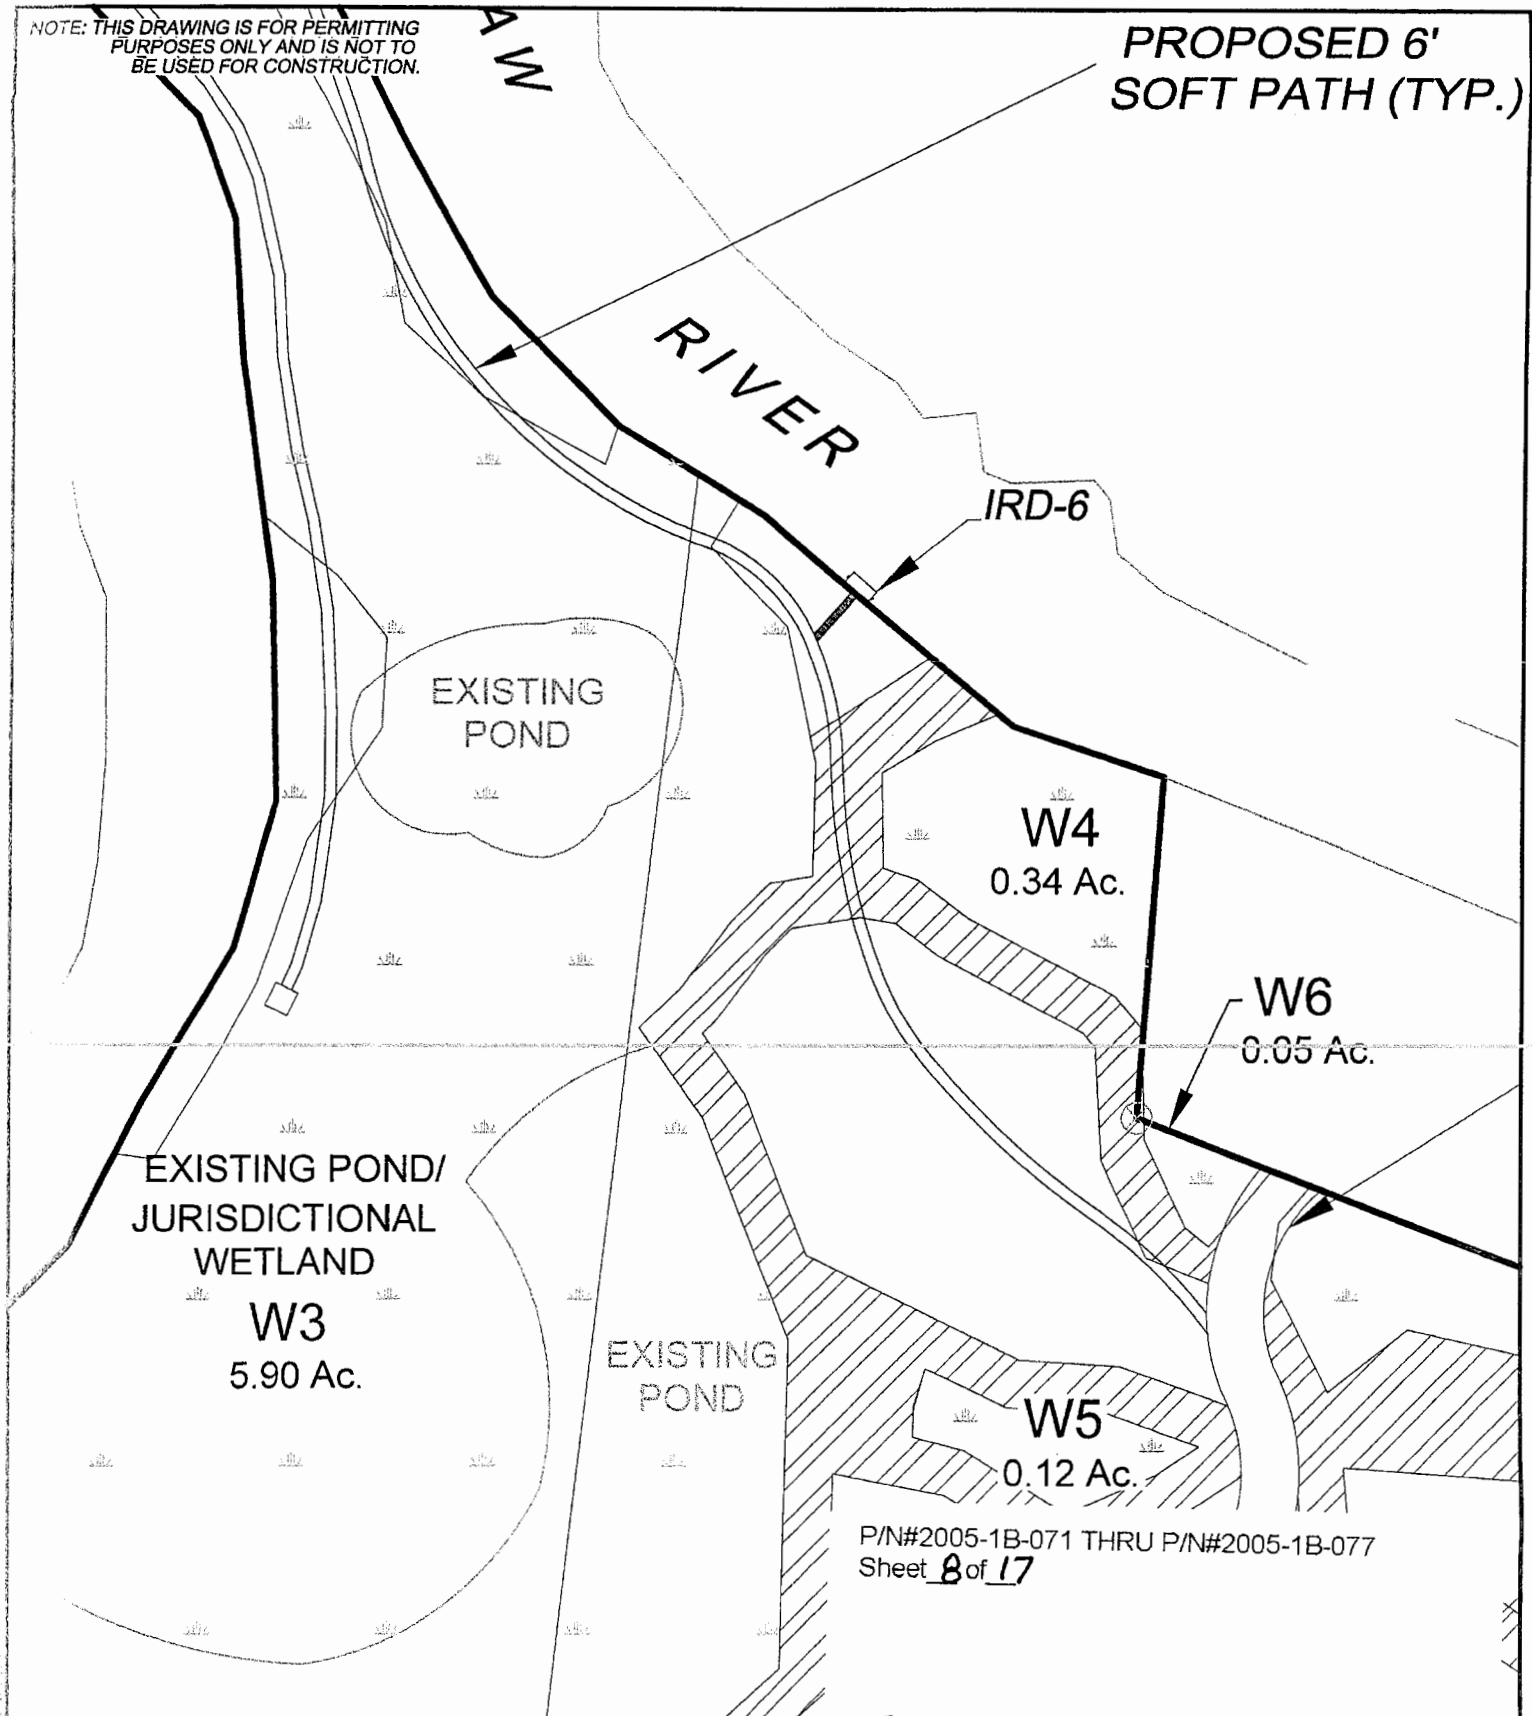 NOTE: THIS DRAWING IS FOR PERMITTING
PURPOSES ONLY AND IS NOT TO
BE USED FOR CONSTRUCTION.
AW
PROPOSED 6'
SOFT PATH (TYP.)
RIVER
IRD-6
EXISTING
POND
W4
0.34 Ac.
W6
0.05 Ac.
EXISTING POND/
JURISDICTIONAL
WETLAND
W3
5.90 Ac.
EXISTING
POND
W5
0.12 Ac.
P/N#2005-1B-071 THRU P/N#2005-1B-077
Sheet 8 of 17